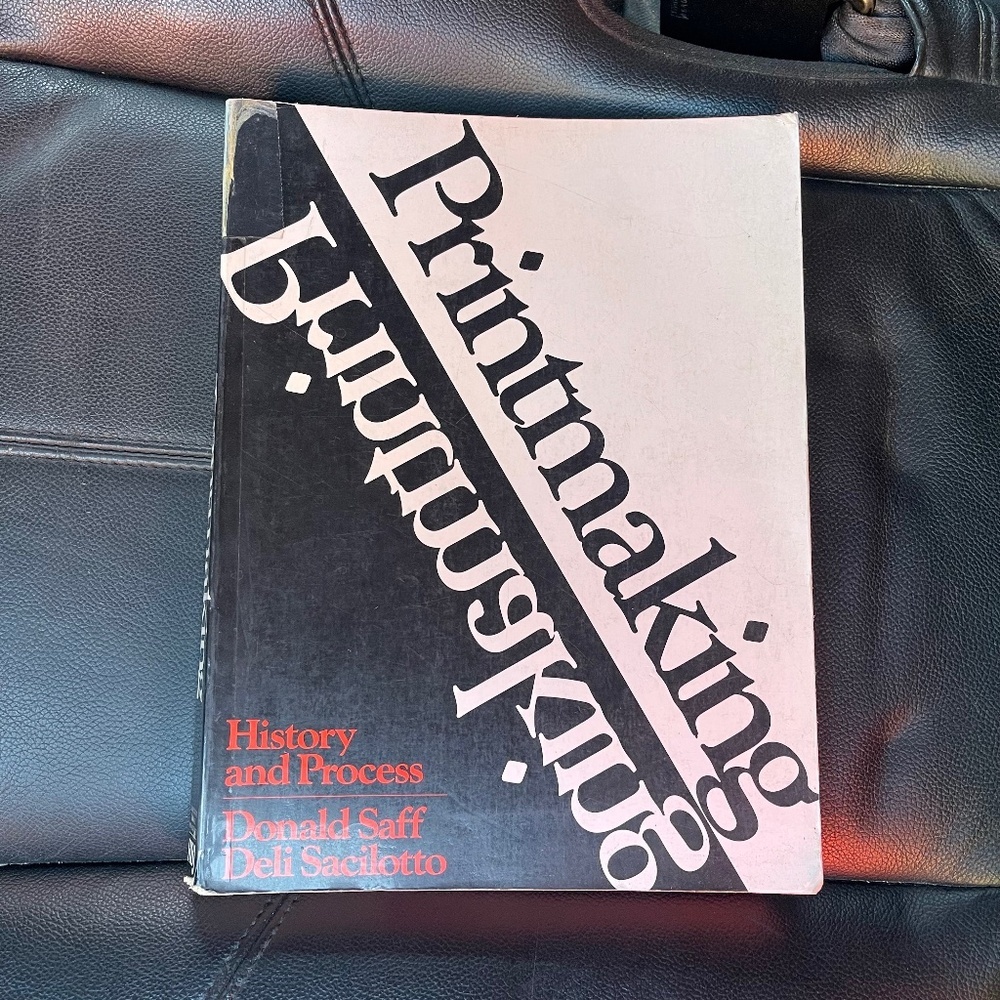 Printmaking
Printmaking
History
and Process
Donald Saff
Deli Sacilotto